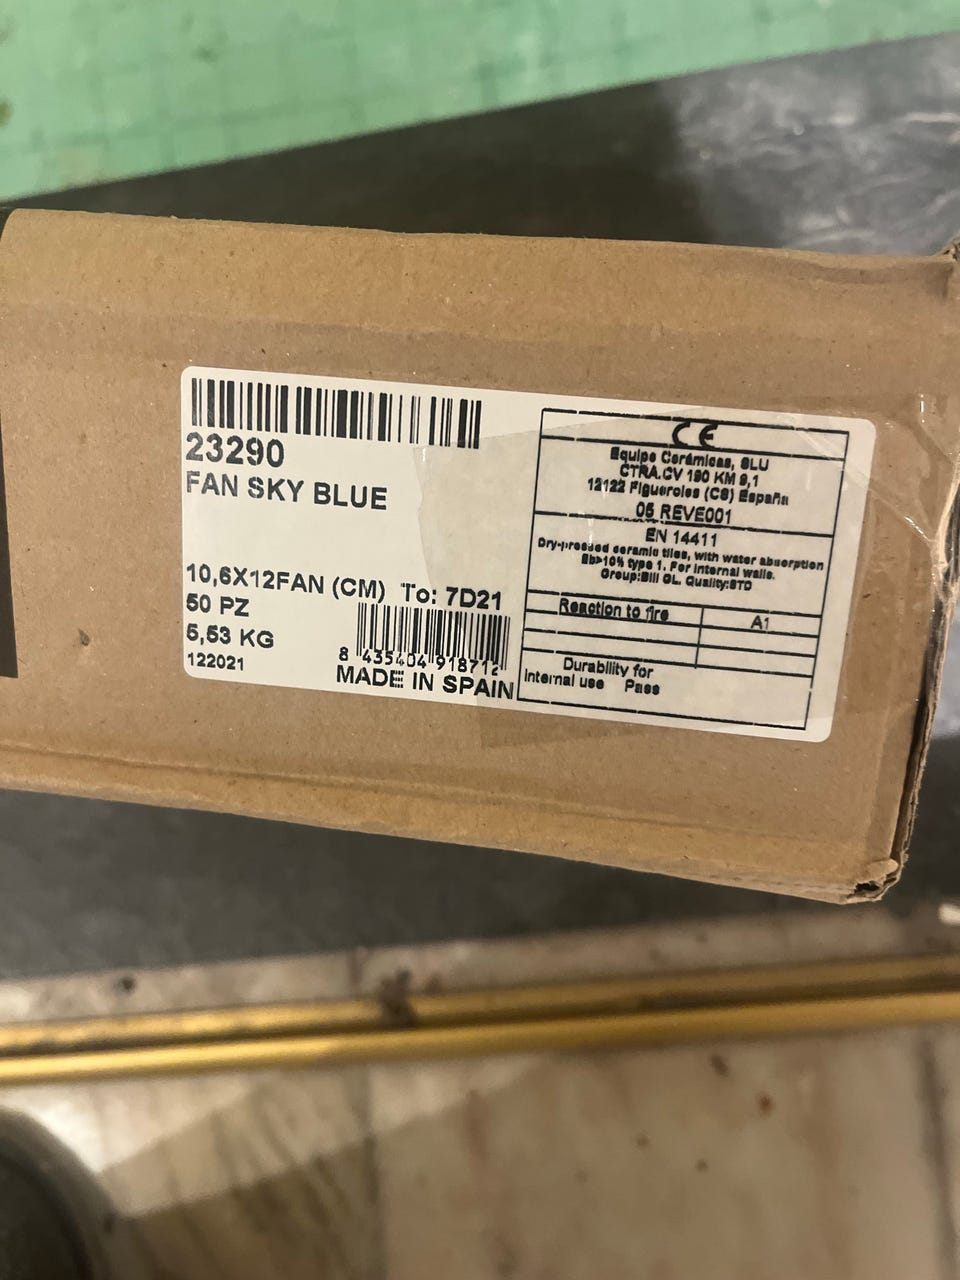 23290
FAN SKY BLUE
10,6X12FAN (CM) To: 7D21
50 PZ
5,53 KG
122021
8 435404 918712
MADE IN SPAIN
CE
Equipe Cerámicas, SLU
CTRA.CV 190 KM 9,1
12122 Figueroles (CS) España
05 REVE001
EN 14411
Dry-pressed ceramic tiles, with water absorption
Eb>10% type 1. For internal walls.
Group:BIII GL. Quality:STD
Reaction to fire A1
Durability for
internal use Pass